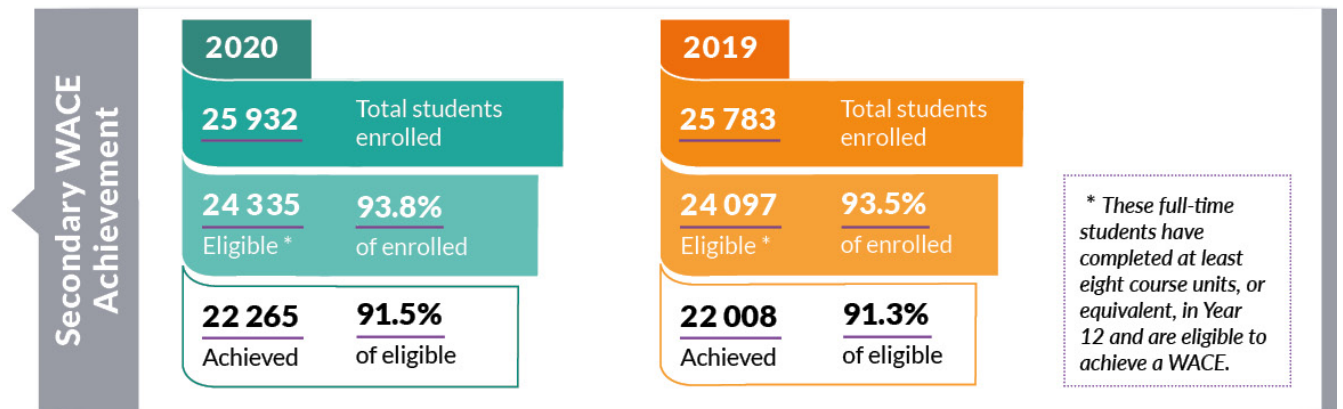 Secondary WACE
Achievement
2020
25 932
Total students
enrolled
24 335
Eligible *
93.8%
of enrolled
22 265
Achieved
91.5%
of eligible
2019
25 783
Total students
enrolled
24 097
Eligible *
93.5%
of enrolled
22 008
Achieved
91.3%
of eligible
* These full-time
students have
completed at least
eight course units, or
equivalent, in Year
12 and are eligible to
achieve a WACE.